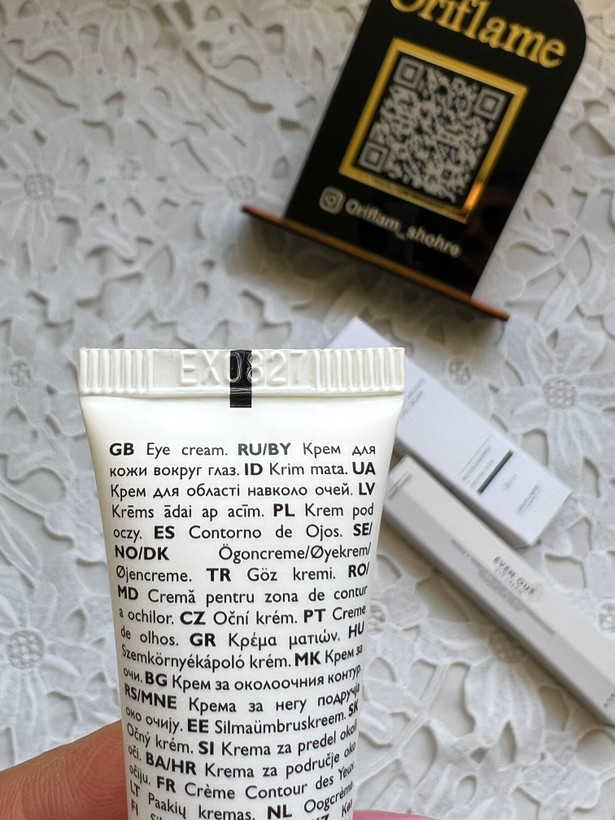 Oriflame
Oriflam_shohre
EX0827
EVEN OUT
GB Eye cream. RU/BY Крем для
кожи вокруг глаз. ID Krim mata. UA
Крем для області навколо очей. LV
Krēms ādai ap acīm. PL Krem pod
oczy. ES Contorno de Ojos. SE/
NO/DK Ögoncreme/Øyekrem/
Øjencreme. TR Göz kremi. RO/
MD Cremă pentru zona de contur
a ochilor. CZ Oční krém. PT Creme
de olhos. GR Κρέμα ματιών. HU
Szemkörnyékápoló krém. MK Крем за
очи. BG Крем за околоочния контур.
RS/MNE Крема за негу подручја
око очију. EE Silmaümbruskreem. SK
Očný krém. SI Krema za predel okoli
oči. BA/HR Krema za područje oko
očiju. FR Crème Contour des Yeux.
LT Paakių kremas. NL Oogcrème.
FI